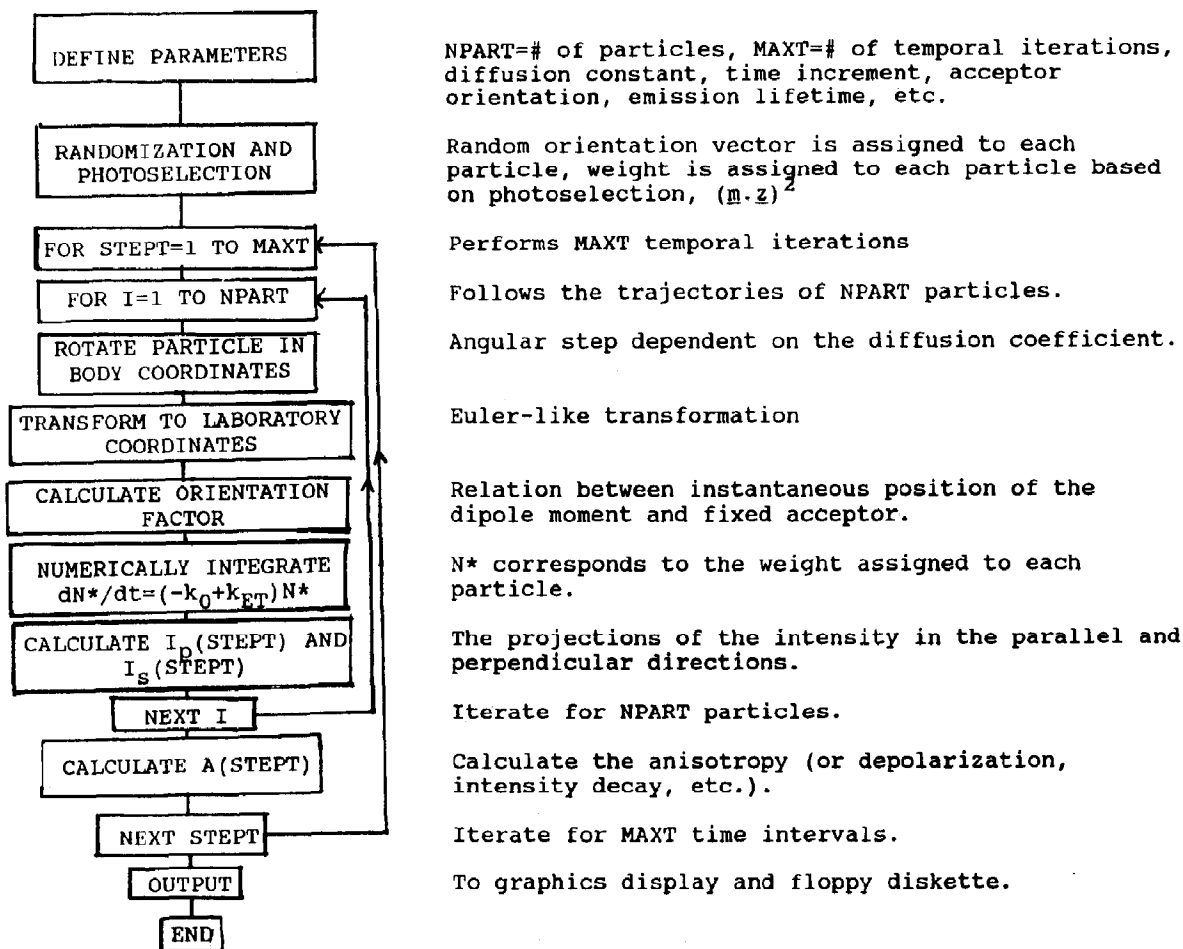 DEFINE PARAMETERS
NPART=# of particles, MAXT=# of temporal iterations,
diffusion constant, time increment, acceptor
orientation, emission lifetime, etc.
RANDOMIZATION AND
PHOTOSELECTION
Random orientation vector is assigned to each
particle, weight is assigned to each particle based
on photoselection, (m.z)²
FOR STEPT=1 TO MAXT
Performs MAXT temporal iterations
FOR I=1 TO NPART
Follows the trajectories of NPART particles.
ROTATE PARTICLE IN
BODY COORDINATES
Angular step dependent on the diffusion coefficient.
TRANSFORM TO LABORATORY
COORDINATES
Euler-like transformation
CALCULATE ORIENTATION
FACTOR
Relation between instantaneous position of the
dipole moment and fixed acceptor.
NUMERICALLY INTEGRATE
dN*/dt=(-k₀+k_ET)N*
N* corresponds to the weight assigned to each
particle.
CALCULATE I_p(STEPT) AND
I_s(STEPT)
The projections of the intensity in the parallel and
perpendicular directions.
NEXT I
Iterate for NPART particles.
CALCULATE A(STEPT)
Calculate the anisotropy (or depolarization,
intensity decay, etc.).
NEXT STEPT
Iterate for MAXT time intervals.
OUTPUT
To graphics display and floppy diskette.
END